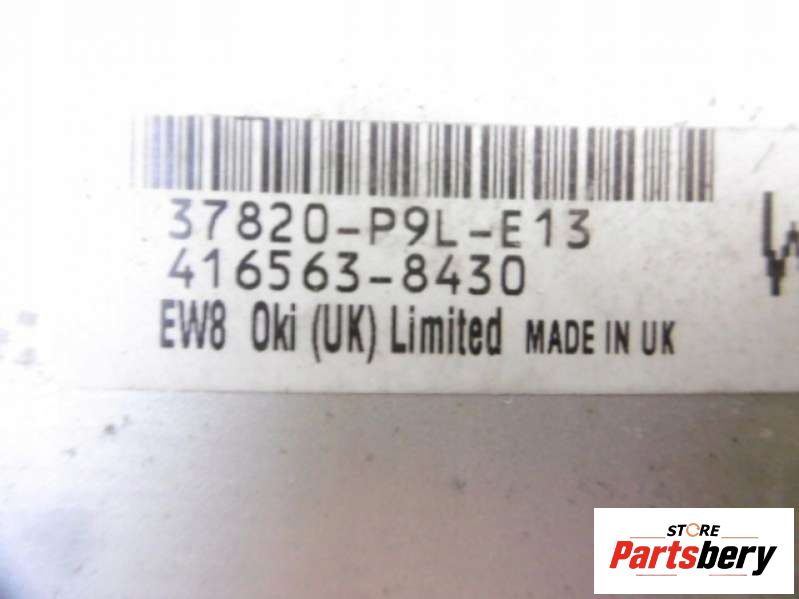 37820-P9L-E13
416563-8430
EW8 Oki (UK) Limited MADE IN UK
STORE
Partsbery